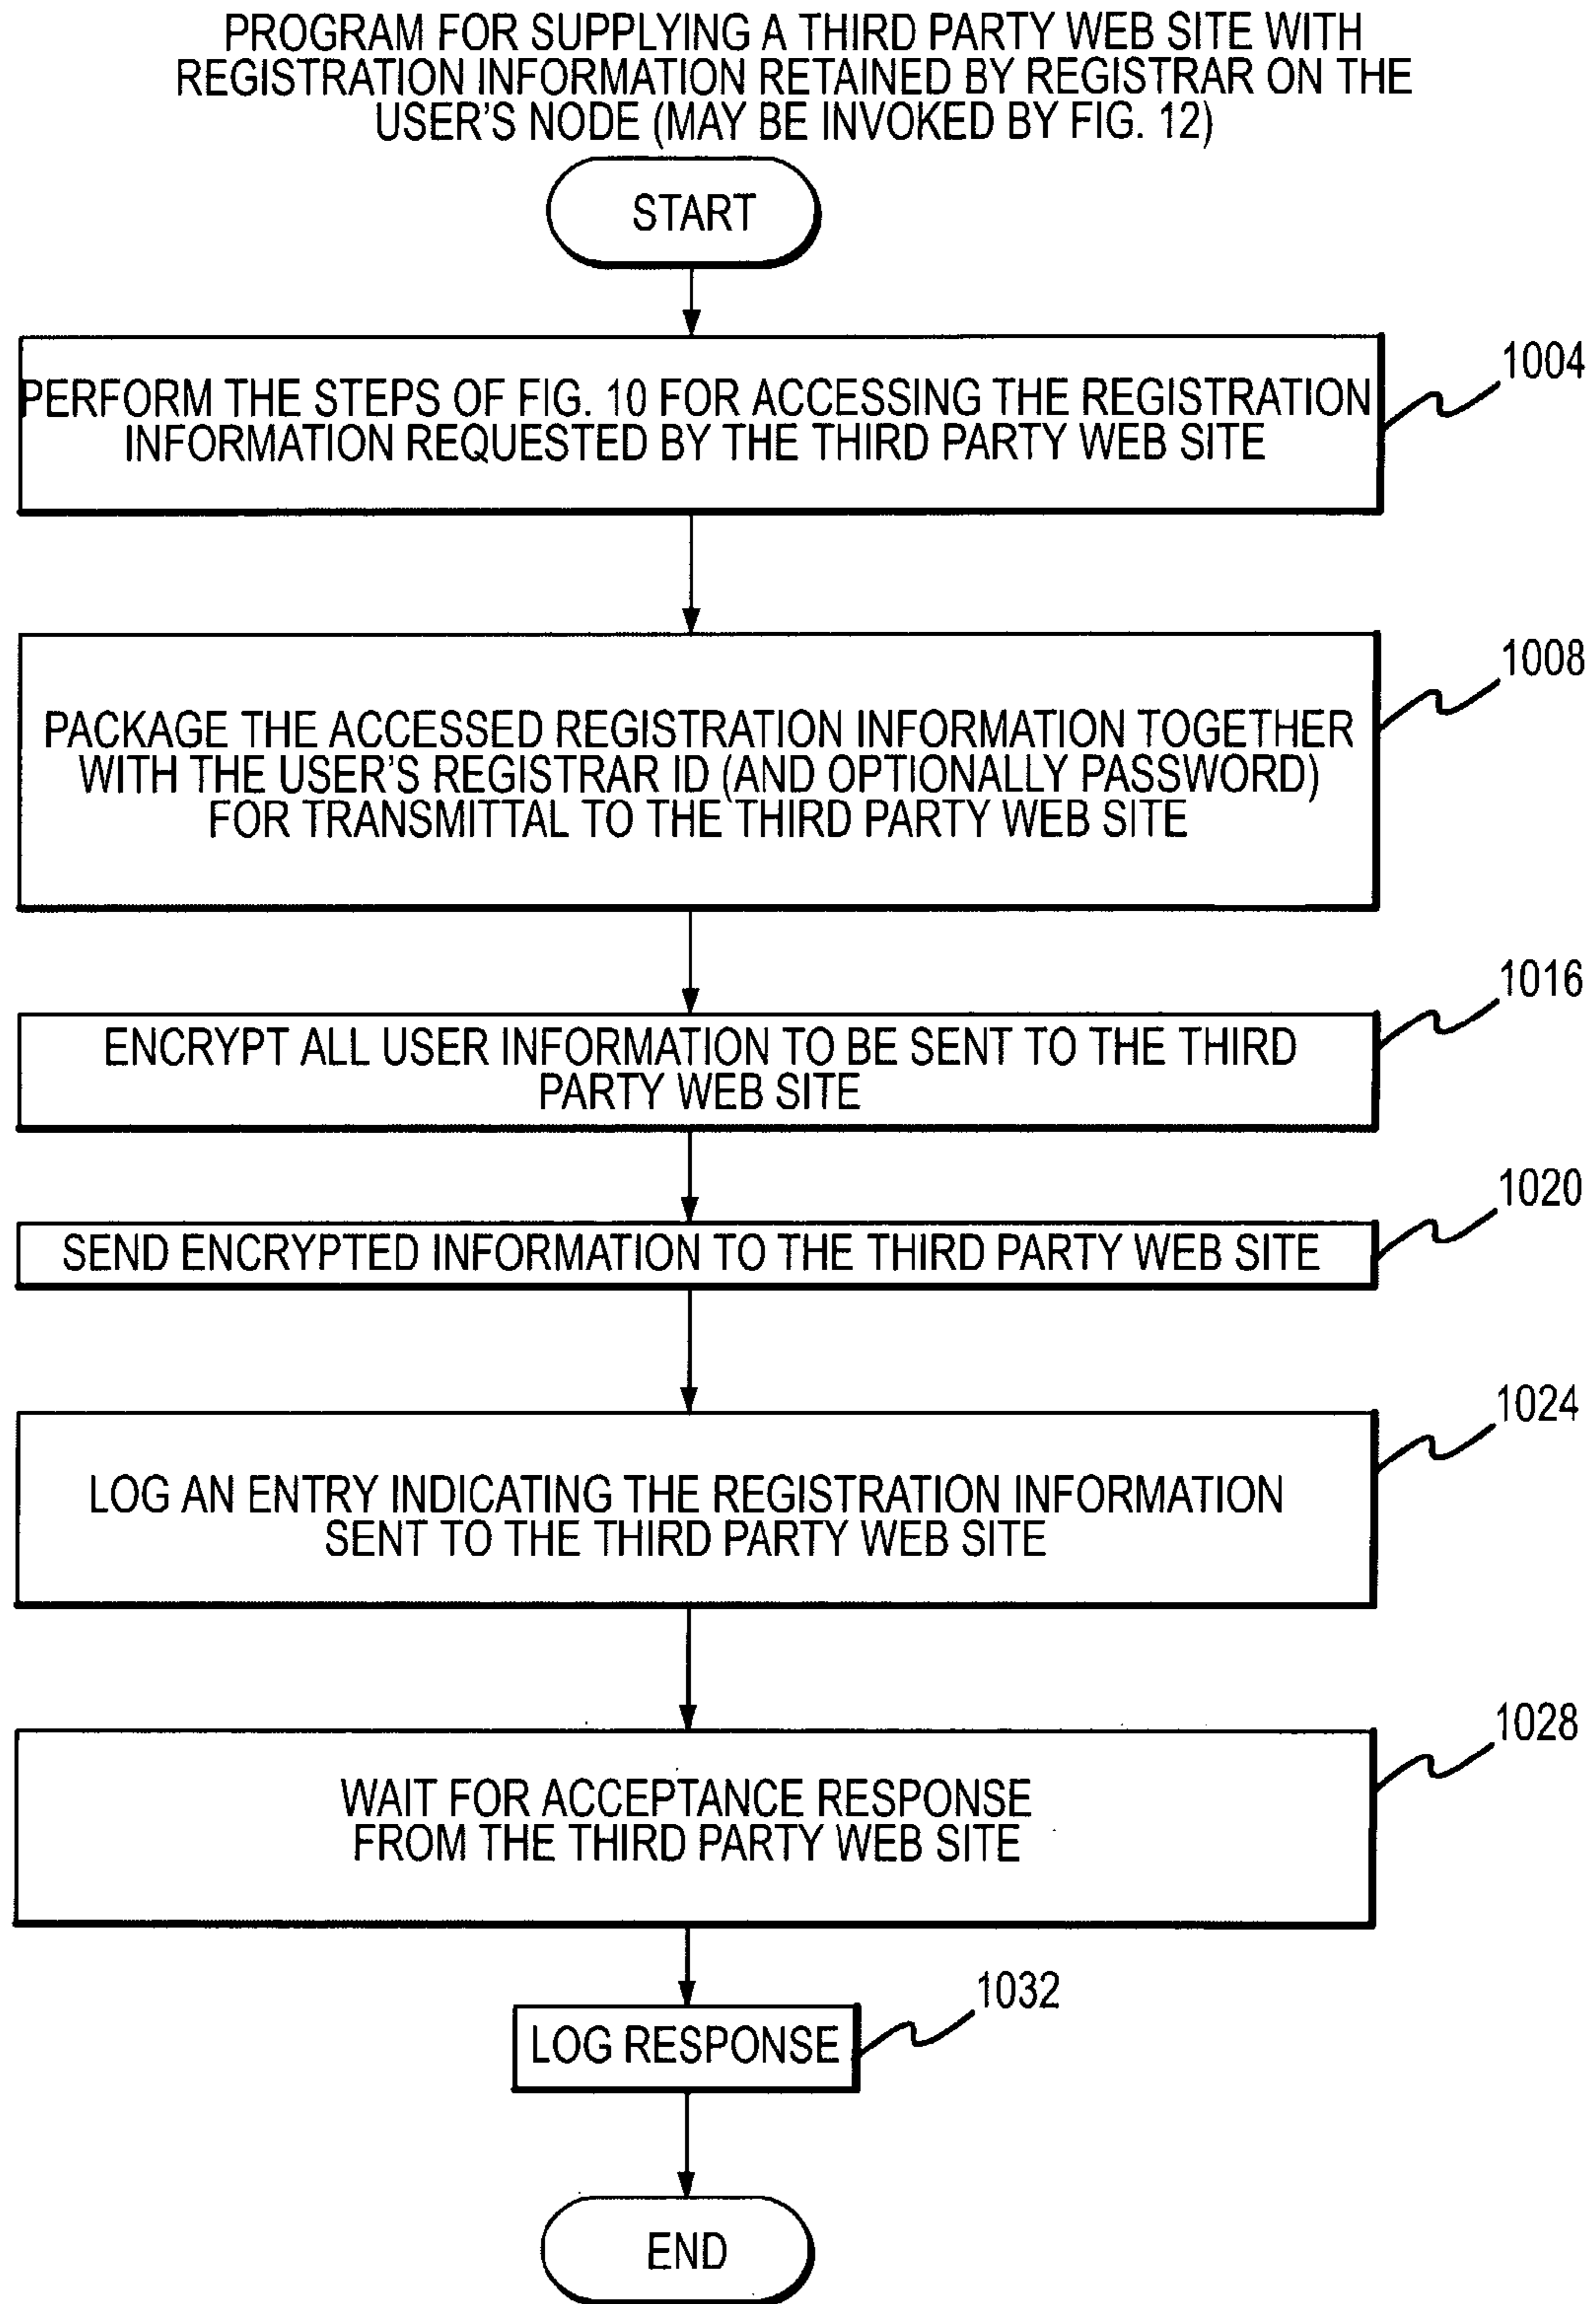 PROGRAM FOR SUPPLYING A THIRD PARTY WEB SITE WITH
REGISTRATION INFORMATION RETAINED BY REGISTRAR ON THE
USER'S NODE (MAY BE INVOKED BY FIG. 12)
START
PERFORM THE STEPS OF FIG. 10 FOR ACCESSING THE REGISTRATION
INFORMATION REQUESTED BY THE THIRD PARTY WEB SITE
1004
PACKAGE THE ACCESSED REGISTRATION INFORMATION TOGETHER
WITH THE USER'S REGISTRAR ID (AND OPTIONALLY PASSWORD)
FOR TRANSMITTAL TO THE THIRD PARTY WEB SITE
1008
ENCRYPT ALL USER INFORMATION TO BE SENT TO THE THIRD
PARTY WEB SITE
1016
SEND ENCRYPTED INFORMATION TO THE THIRD PARTY WEB SITE
1020
LOG AN ENTRY INDICATING THE REGISTRATION INFORMATION
SENT TO THE THIRD PARTY WEB SITE
1024
WAIT FOR ACCEPTANCE RESPONSE
FROM THE THIRD PARTY WEB SITE
1028
LOG RESPONSE
1032
END